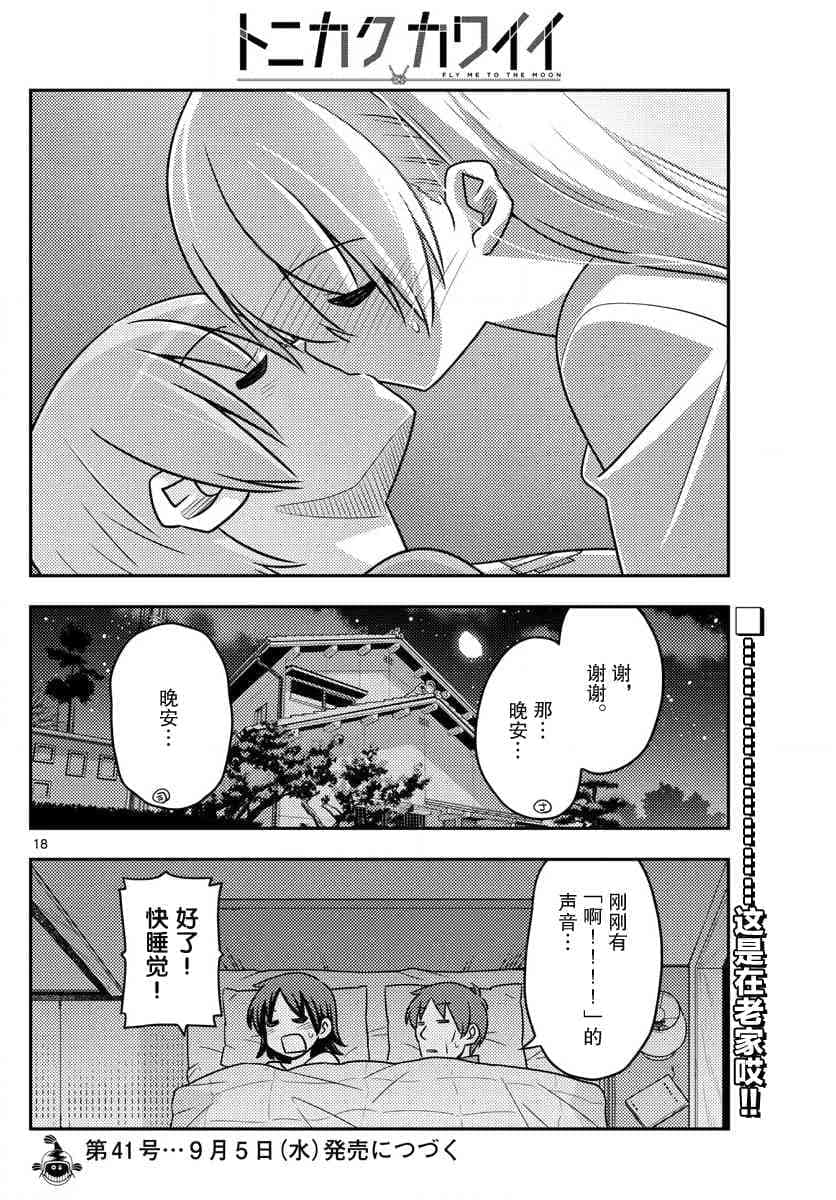 トニカクカワイイ
FLY ME TO THE MOON
谢，
谢谢。
那…
晚安…
さ
晚安…
18
刚刚有
「啊！！！！」的
声音…
好了！
快睡觉！
这是在老家哎!!
第41号…9月5日(水)発売につづく